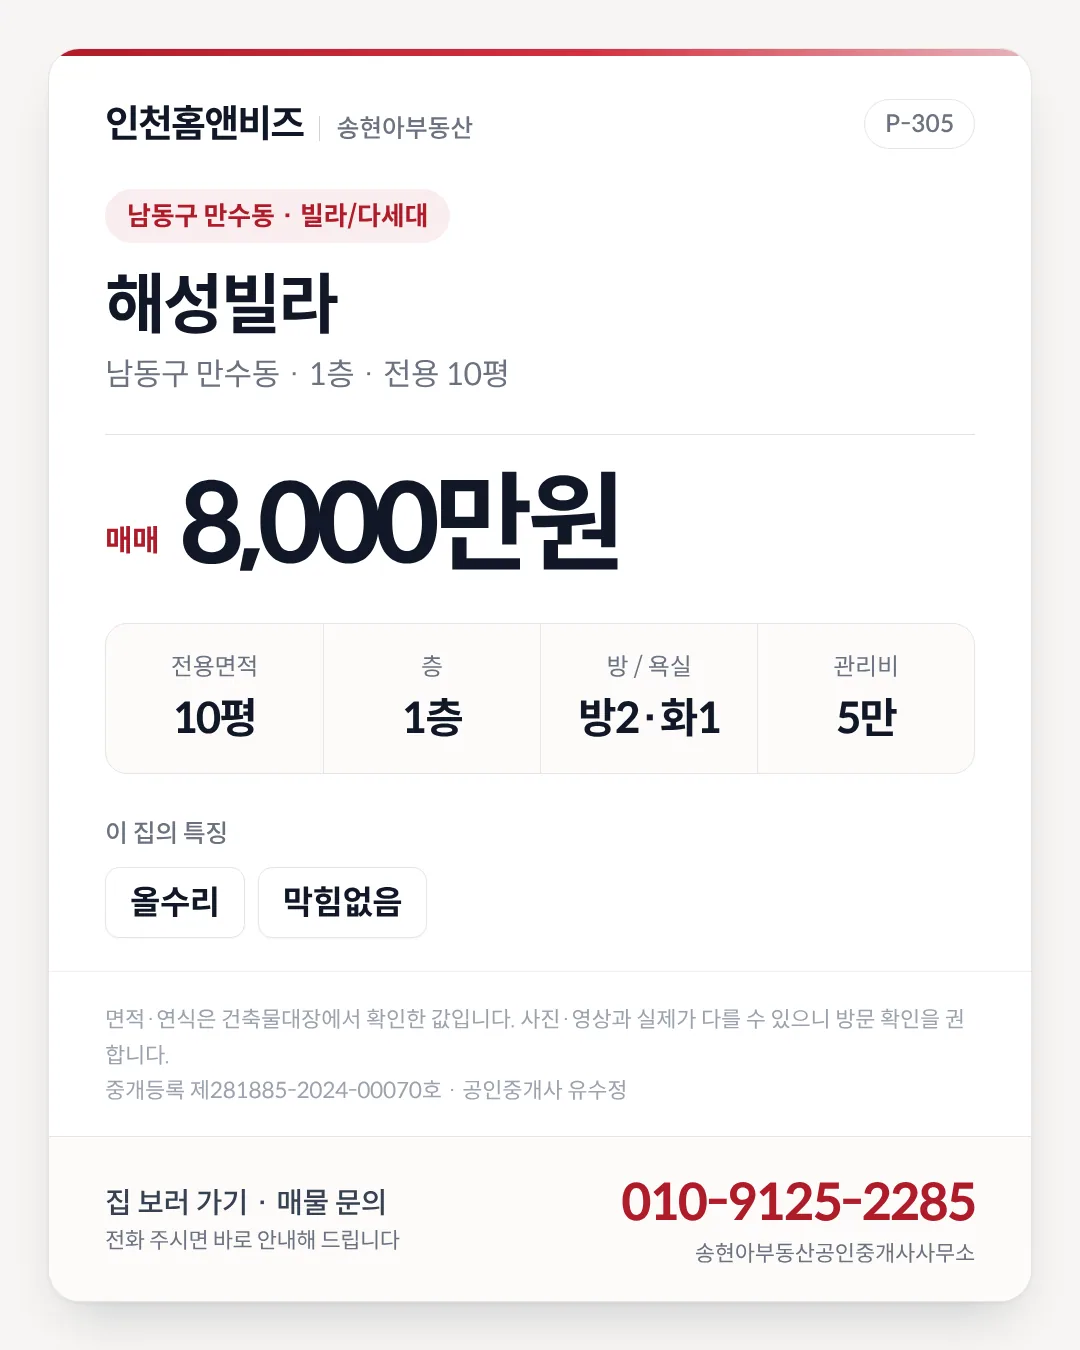 인천홈앤비즈 송현아부동산 P-305
남동구 만수동 · 빌라/다세대
해성빌라
남동구 만수동 · 1층 · 전용 10평
매매 8,000만원
전용면적 층 방 / 욕실 관리비
10평 1층 방2·화1 5만
이 집의 특징
올수리 막힘없음
면적·연식은 건축물대장에서 확인한 값입니다. 사진·영상과 실제가 다를 수 있으니 방문 확인을 권
합니다.
중개등록 제281885-2024-00070호 · 공인중개사 유수정
집 보러 가기 · 매물 문의 010-9125-2285
전화 주시면 바로 안내해 드립니다 송현아부동산공인중개사사무소